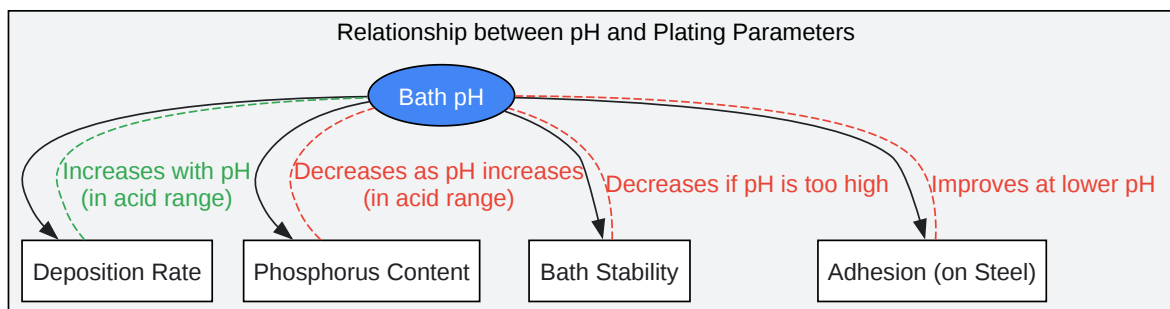 Relationship between pH and Plating Parameters
Bath pH
Increases with pH
(in acid range)
Decreases as pH increases
(in acid range)
Decreases if pH is too high
Improves at lower pH
Deposition Rate
Phosphorus Content
Bath Stability
Adhesion (on Steel)